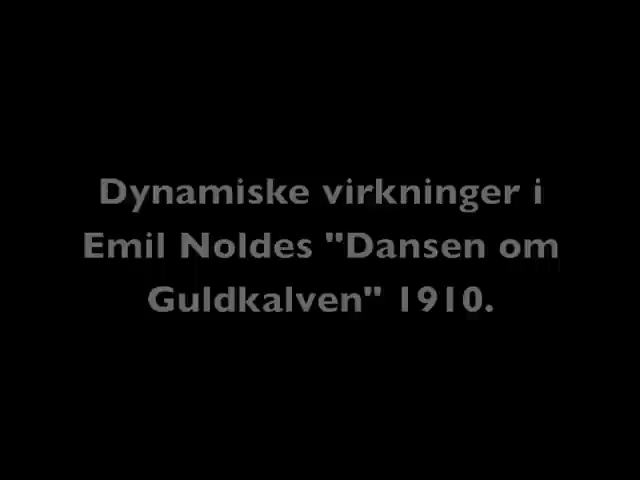 Dynamiske virkninger i
Emil Noldes "Dansen om
Guldkalven" 1910.